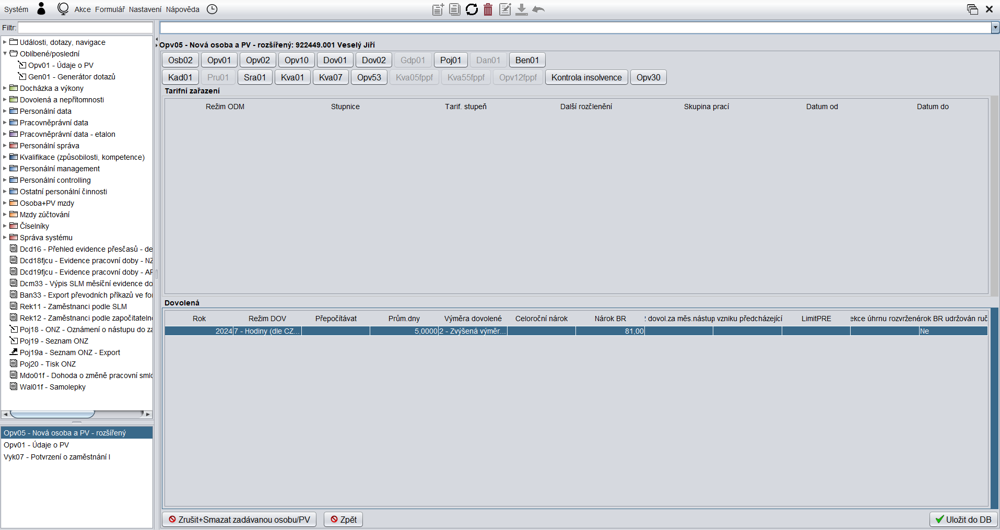 Systém Akce Formulář Nastavení Nápověda
Filtr:
Události, dotazy, navigace
Oblíbené/poslední
Opv01 - Údaje o PV
Gen01 - Generátor dotazů
Docházka a výkony
Dovolená a nepřítomnosti
Personální data
Pracovněprávní data
Pracovněprávní data - etalon
Personální správa
Kvalifikace (způsobilosti, kompetence)
Personální management
Personální controlling
Ostatní personální činnosti
Osoba+PV mzdy
Mzdy zúčtování
Číselníky
Správa systému
Dcd16 - Přehled evidence přesčasů - de
Dcd18fjcu - Evidence pracovní doby - NZ
Dcd19fjcu - Evidence pracovní doby - AF
Dcm33 - Výpis SLM měsíční evidence do
Ban33 - Export převodních příkazů ve for
Rek11 - Zaměstnanci podle SLM
Rek12 - Zaměstnanci podle započitatelné
Poj18 - ONZ - Oznámení o nástupu do za
Poj19 - Seznam ONZ
Poj19a - Seznam ONZ - Export
Poj20 - Tisk ONZ
Mdo01f - Dohoda o změně pracovní smlo
Wal01f - Samolepky
Opv05 - Nová osoba a PV - rozšířený
Opv01 - Údaje o PV
Vyk07 - Potvrzení o zaměstnání I
Opv05 - Nová osoba a PV - rozšířený: 922449.001 Veselý Jiří
Osb02 Opv01 Opv02 Opv10 Dov01 Dov02 Gdp01 Poj01 Dan01 Ben01
Kad01 Pru01 Sra01 Kva01 Kva07 Opv53 Kva05fppf Kva55fppf Opv12fppf Kontrola insolvence Opv30
Tarifní zařazení
Režim ODM Stupnice Tarif. stupeň Další rozčlenění Skupina prací Datum od Datum do
Dovolená
Rok Režim DOV Přepočítávat Prům.dny Výměra dovolené Celoroční nárok Nárok BR dovol.za měs.nástup vzniku předcházející LimitPRE ekce úhrnu rozvržené rok BR udržován ruč
2024 7 - Hodiny (dle CZ... 5,0000 2 - Zvýšená výměr... 81,00 Ne
Zrušit+Smazat zadávanou osobu/PV Zpět Uložit do DB